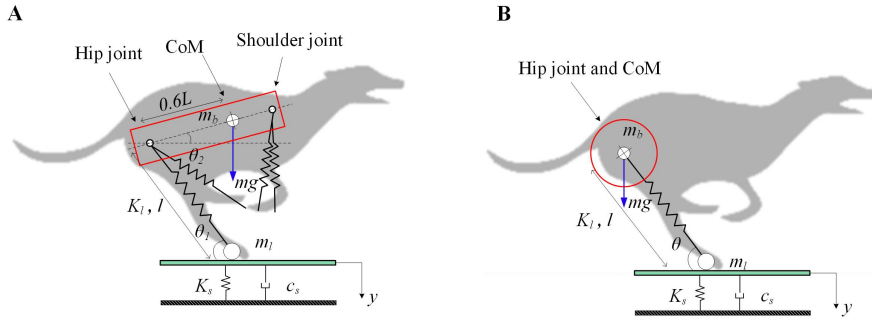 A
Hip joint
CoM
Shoulder joint
0.6L
m_b
θ_2
mg
K_l , l
θ_1
m_l
K_s
c_s
y
B
Hip joint and CoM
m_b
mg
K_l , l
θ
m_l
K_s
c_s
y